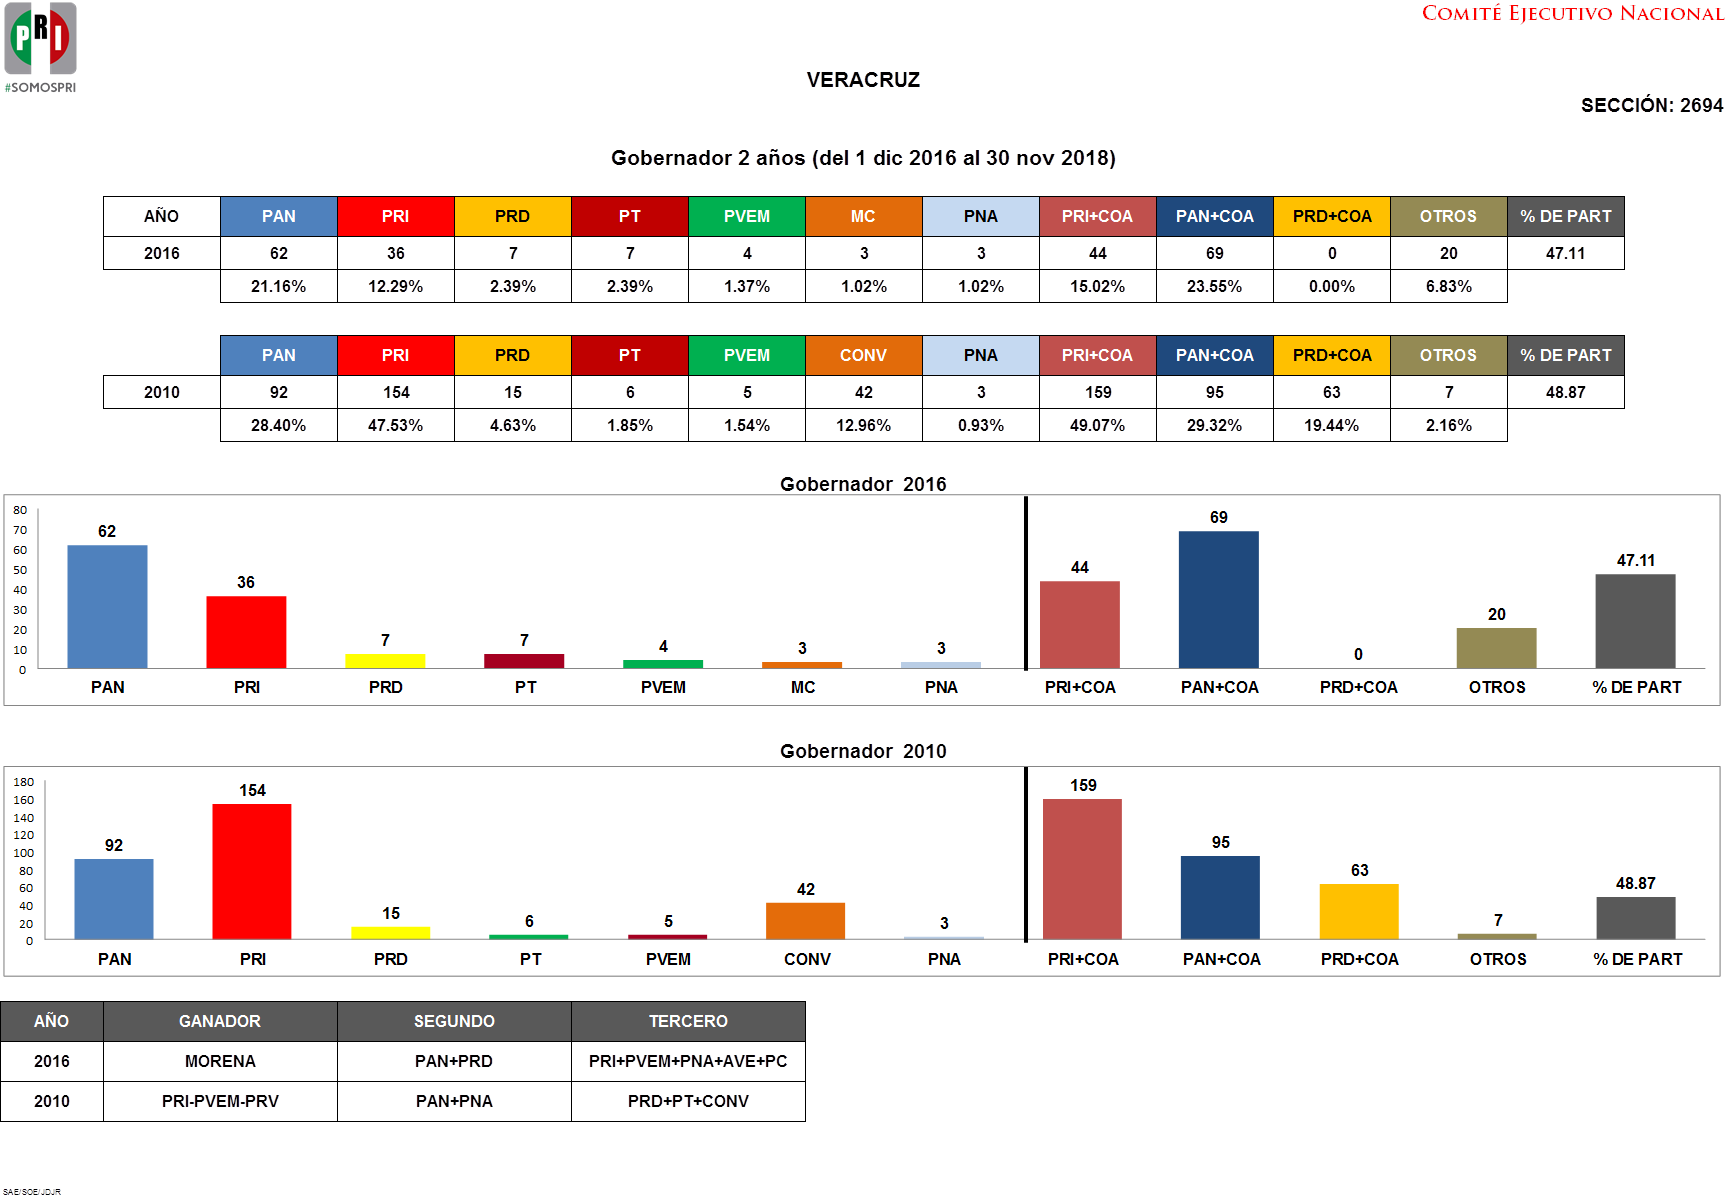 PRI
#SOMOSPRI
COMITÉ EJECUTIVO NACIONAL
VERACRUZ
SECCIÓN: 2694
Gobernador 2 años (del 1 dic 2016 al 30 nov 2018)
AÑO PAN PRI PRD PT PVEM MC PNA PRI+COA PAN+COA PRD+COA OTROS % DE PART
2016 62 36 7 7 4 3 3 44 69 0 20 47.11
21.16% 12.29% 2.39% 2.39% 1.37% 1.02% 1.02% 15.02% 23.55% 0.00% 6.83%
PAN PRI PRD PT PVEM CONV PNA PRI+COA PAN+COA PRD+COA OTROS % DE PART
2010 92 154 15 6 5 42 3 159 95 63 7 48.87
28.40% 47.53% 4.63% 1.85% 1.54% 12.96% 0.93% 49.07% 29.32% 19.44% 2.16%
Gobernador 2016
80
70
60
50
40
30
20
10
0
62 36 7 7 4 3 3 44 69 0 20 47.11
PAN PRI PRD PT PVEM MC PNA PRI+COA PAN+COA PRD+COA OTROS % DE PART
Gobernador 2010
180
160
140
120
100
80
60
40
20
0
92 154 15 6 5 42 3 159 95 63 7 48.87
PAN PRI PRD PT PVEM CONV PNA PRI+COA PAN+COA PRD+COA OTROS % DE PART
AÑO GANADOR SEGUNDO TERCERO
2016 MORENA PAN+PRD PRI+PVEM+PNA+AVE+PC
2010 PRI-PVEM-PRV PAN+PNA PRD+PT+CONV
SAE/SOE/JDJR